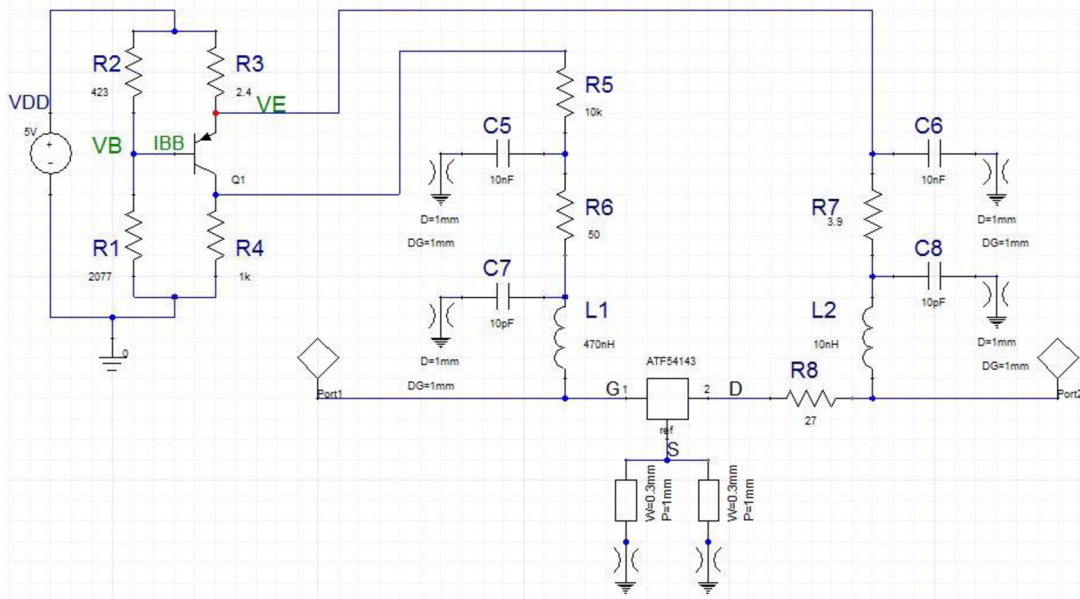 R2
423
R3
2.4
VE
VDD
5V
+
-
VB
IBB
Q1
R1
2077
R4
1k
0
R5
10k
C5
10nF
D=1mm
DG=1mm
R6
50
C7
10pF
D=1mm
DG=1mm
L1
470nH
C6
10nF
D=1mm
DG=1mm
R7
3.9
C8
10pF
D=1mm
DG=1mm
L2
10nH
Port1
G
1
ATF54143
2
D
ref
S
R8
27
Port2
W=0.3mm
P=1mm
W=0.3mm
P=1mm